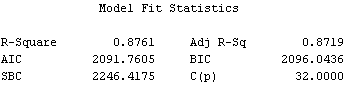 Model Fit Statistics
R-Square 0.8761 Adj R-Sq 0.8719
AIC 2091.7605 BIC 2096.0436
SBC 2246.4175 C(p) 32.0000